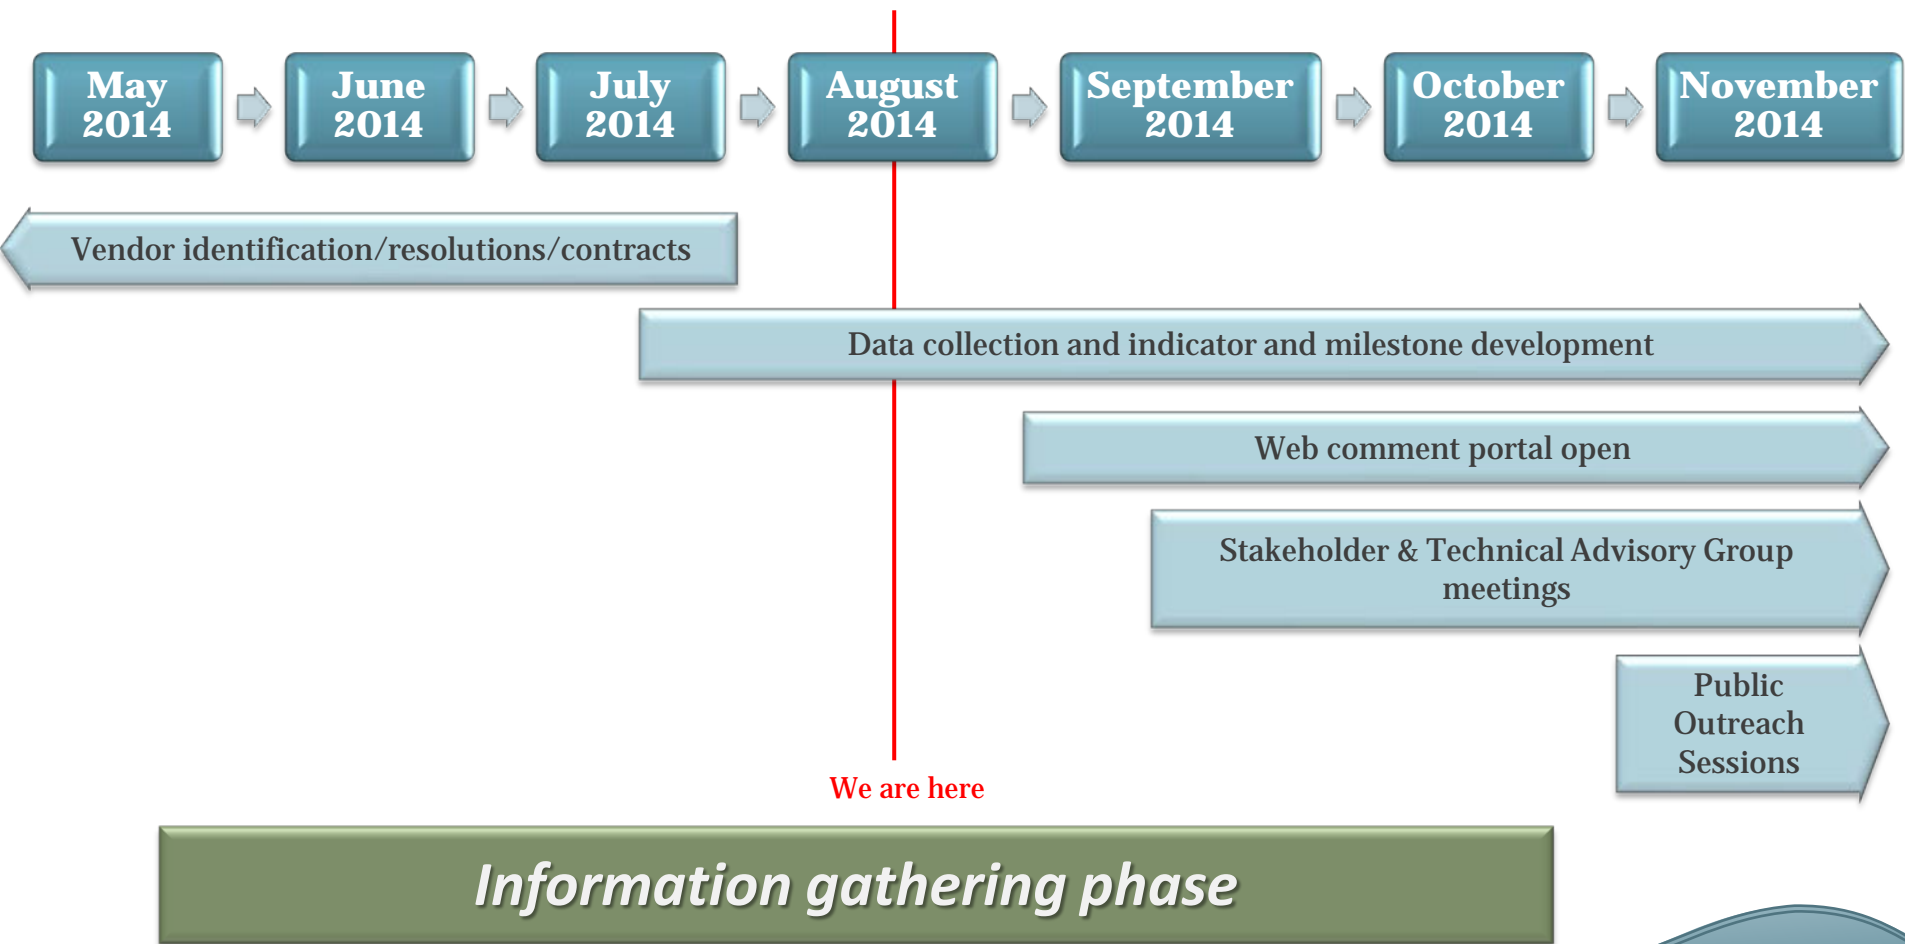 May
2014
June
2014
July
2014
August
2014
September
2014
October
2014
November
2014
Vendor identification/resolutions/contracts
Data collection and indicator and milestone development
Web comment portal open
Stakeholder & Technical Advisory Group
meetings
Public
Outreach
Sessions
We are here
Information gathering phase